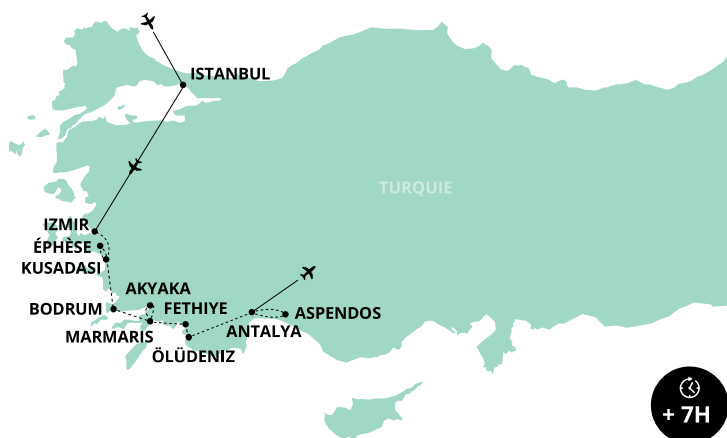 ISTANBUL
TURQUIE
IZMIR
ÉPHÈSE
KUSADASI
AKYAKA
BODRUM
FETHIYE
ASPENDOS
MARMARIS
ANTALYA
ÖLÜDENIZ
+ 7H